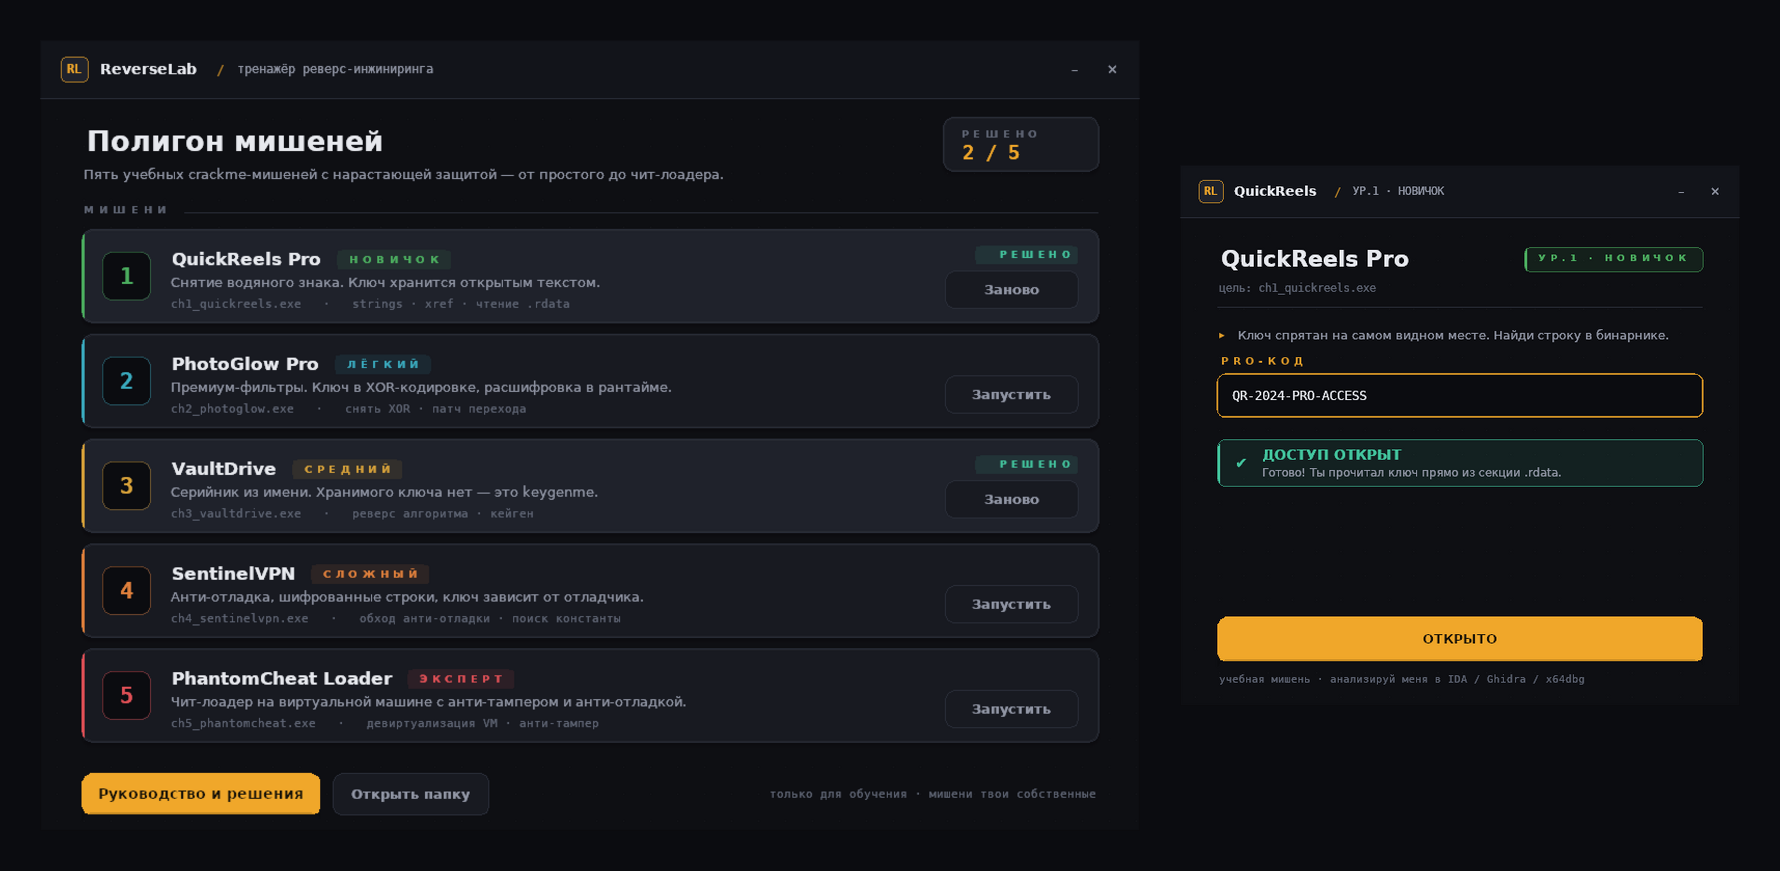 RL ReverseLab / тренажёр реверс-инжиниринга – ×
Полигон мишеней
РЕШЕНО
2 / 5
Пять учебных crackme-мишеней с нарастающей защитой — от простого до чит-лоадера.
МИШЕНИ
1
QuickReels Pro НОВИЧОК
РЕШЕНО
Снятие водяного знака. Ключ хранится открытым текстом.
Заново
ch1_quickreels.exe · strings · xref · чтение .rdata
2
PhotoGlow Pro ЛЁГКИЙ
Премиум-фильтры. Ключ в XOR-кодировке, расшифровка в рантайме.
Запустить
ch2_photoglow.exe · снять XOR · патч перехода
3
VaultDrive СРЕДНИЙ
РЕШЕНО
Серийник из имени. Хранимого ключа нет — это keygenme.
Заново
ch3_vaultdrive.exe · реверс алгоритма · кейген
4
SentinelVPN СЛОЖНЫЙ
Анти-отладка, шифрованные строки, ключ зависит от отладчика.
Запустить
ch4_sentinelvpn.exe · обход анти-отладки · поиск константы
5
PhantomCheat Loader ЭКСПЕРТ
Чит-лоадер на виртуальной машине с анти-тампером и анти-отладкой.
Запустить
ch5_phantomcheat.exe · девиртуализация VM · анти-тампер
Руководство и решения
Открыть папку
только для обучения · мишени твои собственные
RL QuickReels / УР.1 · НОВИЧОК – ×
QuickReels Pro
УР.1 · НОВИЧОК
цель: ch1_quickreels.exe
▸ Ключ спрятан на самом видном месте. Найди строку в бинарнике.
PRO-КОД
QR-2024-PRO-ACCESS
✔ ДОСТУП ОТКРЫТ
Готово! Ты прочитал ключ прямо из секции .rdata.
ОТКРЫТО
учебная мишень · анализируй меня в IDA / Ghidra / x64dbg